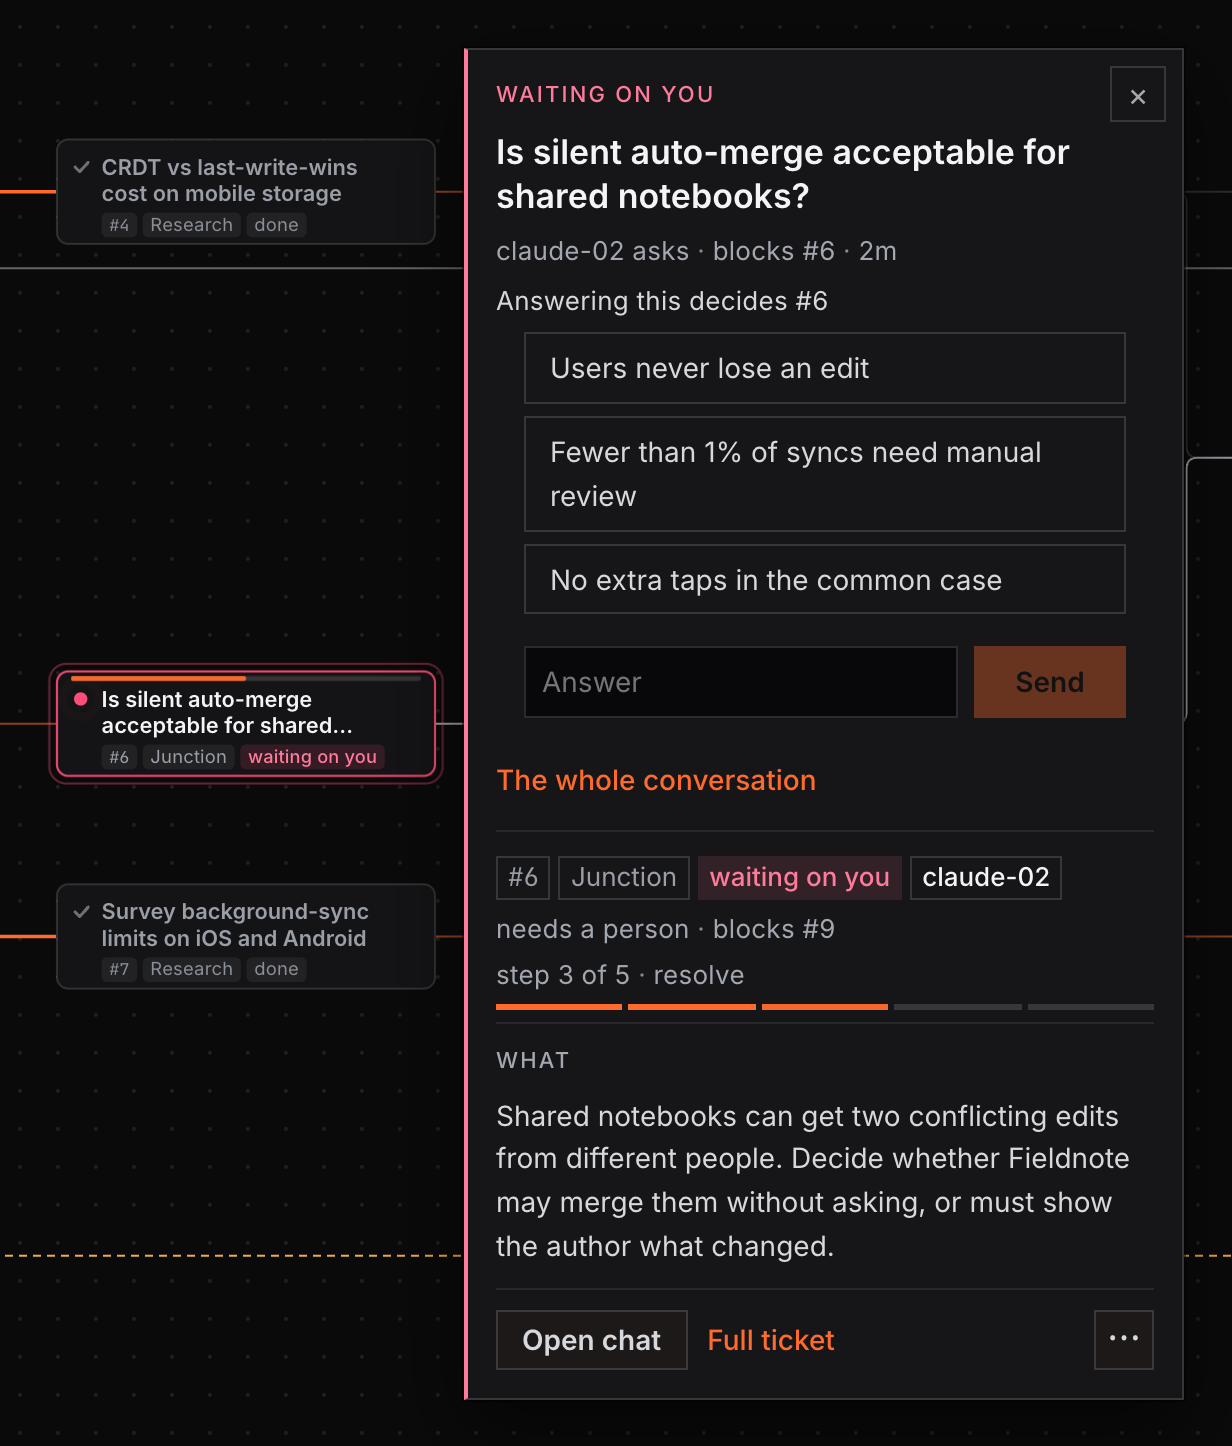 CRDT vs last-write-wins
cost on mobile storage
#4 Research done
Is silent auto-merge
acceptable for shared...
#6 Junction waiting on you
Survey background-sync
limits on iOS and Android
#7 Research done
WAITING ON YOU
×
Is silent auto-merge acceptable for
shared notebooks?
claude-02 asks · blocks #6 · 2m
Answering this decides #6
Users never lose an edit
Fewer than 1% of syncs need manual
review
No extra taps in the common case
Answer Send
The whole conversation
#6 Junction waiting on you claude-02
needs a person · blocks #9
step 3 of 5 · resolve
WHAT
Shared notebooks can get two conflicting edits
from different people. Decide whether Fieldnote
may merge them without asking, or must show
the author what changed.
Open chat Full ticket ...